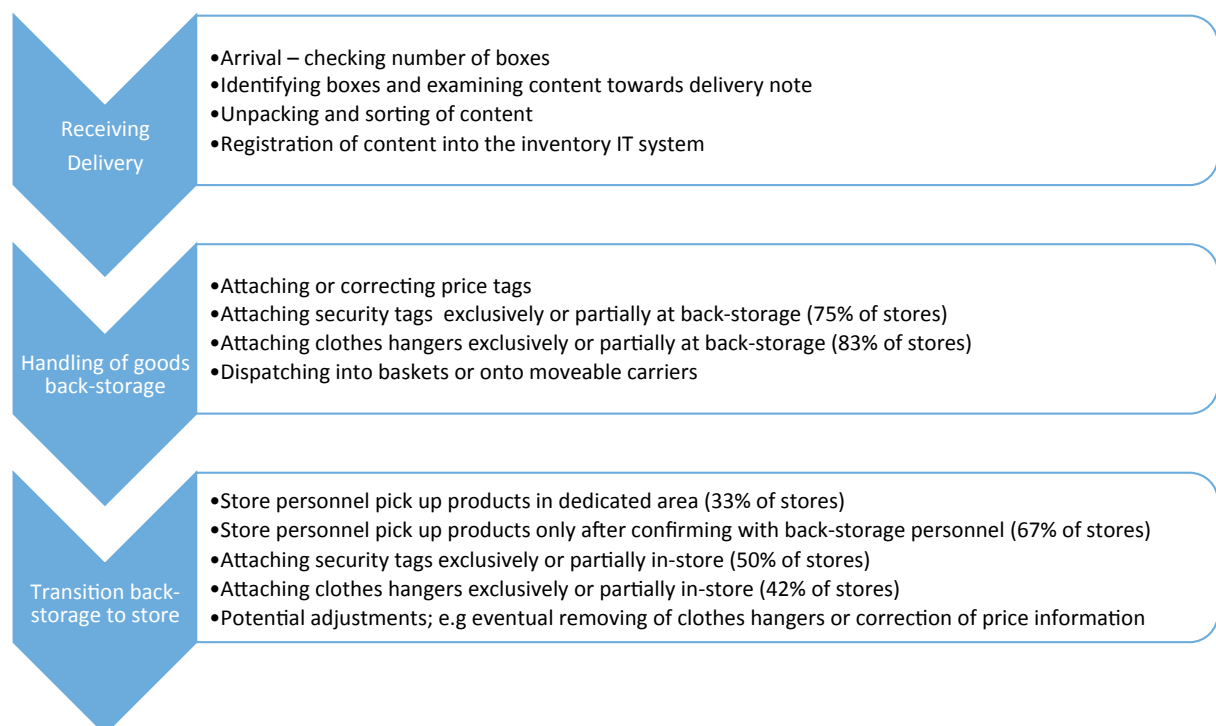 Receiving
Delivery
•Arrival – checking number of boxes
•Identifying boxes and examining content towards delivery note
•Unpacking and sorting of content
•Registration of content into the inventory IT system
Handling of goods
back-storage
•Attaching or correcting price tags
•Attaching security tags  exclusively or partially at back-storage (75% of stores)
•Attaching clothes hangers exclusively or partially at back-storage (83% of stores)
•Dispatching into baskets or onto moveable carriers
Transition back-
storage to store
•Store personnel pick up products in dedicated area (33% of stores)
•Store personnel pick up products only after confirming with back-storage personnel (67% of stores)
•Attaching security tags exclusively or partially in-store (50% of stores)
•Attaching clothes hangers exclusively or partially in-store (42% of stores)
•Potential adjustments; e.g eventual removing of clothes hangers or correction of price information